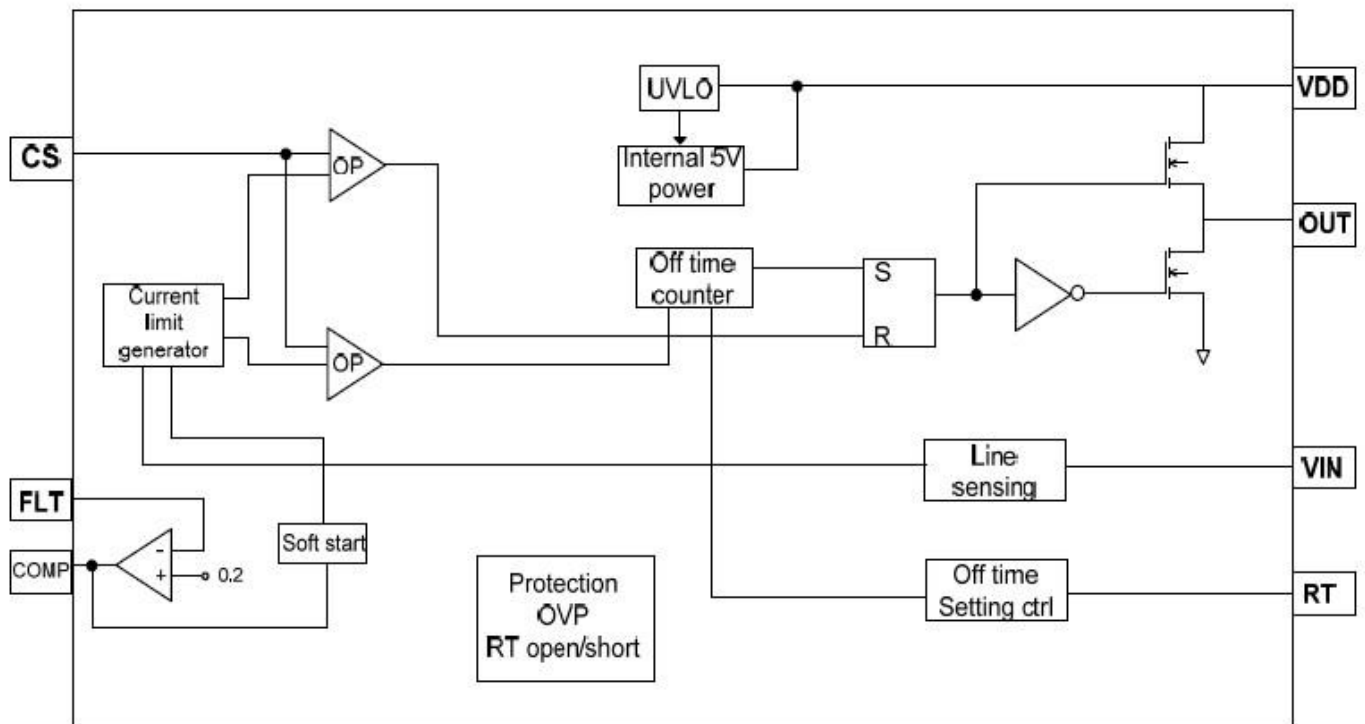 UVLO
VDD
CS
OP
Internal 5V
power
OUT
Off time
counter
S
R
Current
limit
generator
OP
Line
sensing
VIN
FLT
-
+
0.2
COMP
Soft start
Protection
OVP
RT open/short
Off time
Setting ctrl
RT